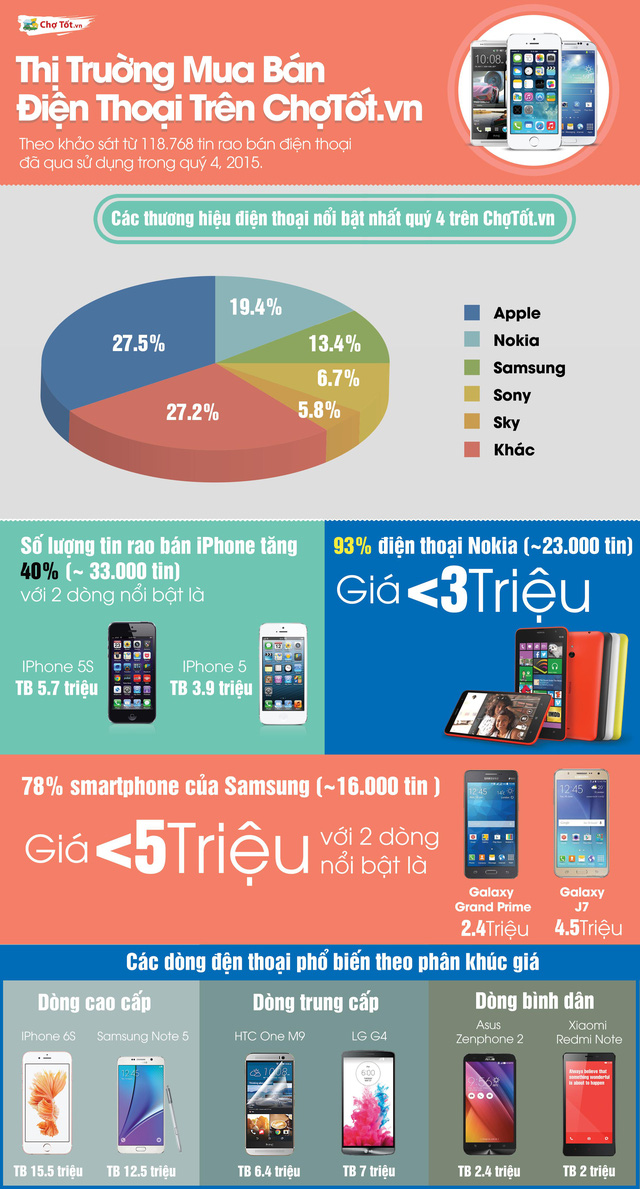 Chợ Tốt.vn
Thị Trường Mua Bán
Điện Thoại Trên ChợTốt.vn
Theo khảo sát từ 118.768 tin rao bán điện thoại
đã qua sử dụng trong quý 4, 2015.
Các thương hiệu điện thoại nổi bật nhất quý 4 trên ChợTốt.vn
19.4%
27.5%
13.4%
6.7%
5.8%
27.2%
Apple
Nokia
Samsung
Sony
Sky
Khác
Số lượng tin rao bán iPhone tăng
40% (~ 33.000 tin)
với 2 dòng nổi bật là
IPhone 5S
TB 5.7 triệu
IPhone 5
TB 3.9 triệu
93% điện thoại Nokia (~23.000 tin)
Giá <3Triệu
78% smartphone của Samsung (~16.000 tin )
Giá <5Triệu
với 2 dòng
nổi bật là
Galaxy
Grand Prime
2.4Triệu
Galaxy
J7
4.5Triệu
Các dòng đện thoại phổ biến theo phân khúc giá
Dòng cao cấp
IPhone 6S
Samsung Note 5
TB 15.5 triệu
TB 12.5 triệu
Dòng trung cấp
HTC One M9
LG G4
TB 6.4 triệu
TB 7 triệu
Dòng bình dân
Asus
Zenphone 2
Xiaomi
Redmi Note
Always believe that
something wonderful
is about to happen
TB 2.4 triệu
TB 2 triệu